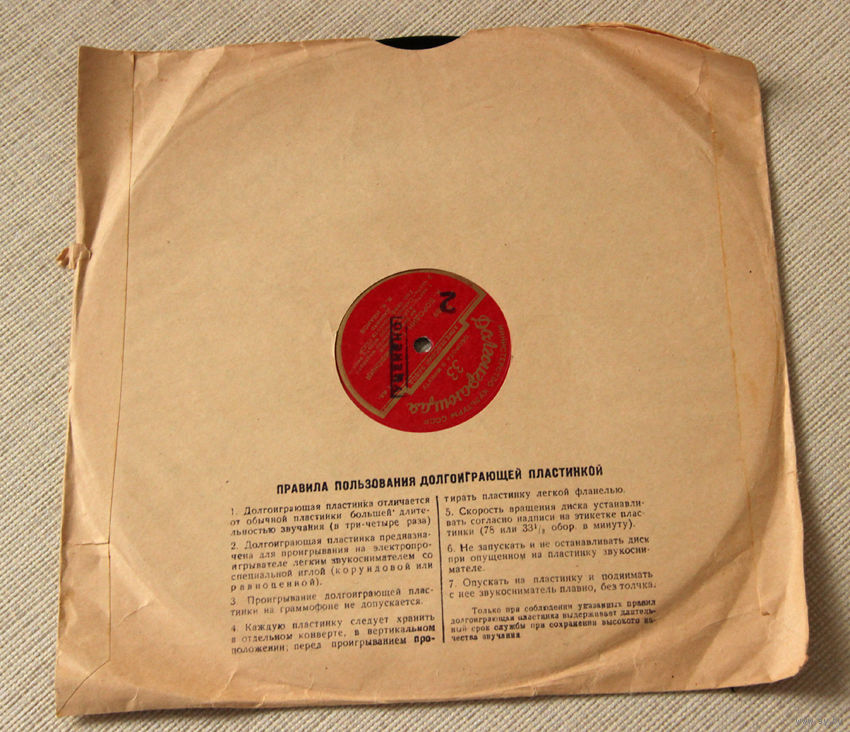 МИНИСТЕРСТВО КУЛЬТУРЫ СССР
Долгоиграющая
33
2
УЦЕНЕНО
ПРАВИЛА ПОЛЬЗОВАНИЯ ДОЛГОИГРАЮЩЕЙ ПЛАСТИНКОЙ
1. Долгоиграющая пластинка отличается
от обычной пластинки большей длите-
льностью звучания (в три-четыре раза)
2. Долгоиграющая пластинка предназна-
чена для проигрывания на электропро-
игрывателе легким звукоснимателем со
специальной иглой (корундовой или
равноценной).
3 Проигрывание долгоиграющей плас-
тинки на граммофоне не допускается.
4 Каждую пластинку следует хранить
в отдельном конверте, в вертикальном
положении; перед проигрыванием про-
тирать пластинку легкой фланелью.
5. Скорость вращения диска устанавли-
вать согласно надписи на этикетке плас-
тинки (78 или 33⅓ обор. в минуту).
6. Не запускать и не останавливать диск
при опущенном на пластинку звукосни-
мателе.
7. Опускать на пластинку и поднимать
с нее звукосниматель плавно, без толчка.
Только при соблюдении указанных правил
долгоиграющая пластинка выдерживает длитель-
ный срок службы при сохранении высокого ка-
чества звучания